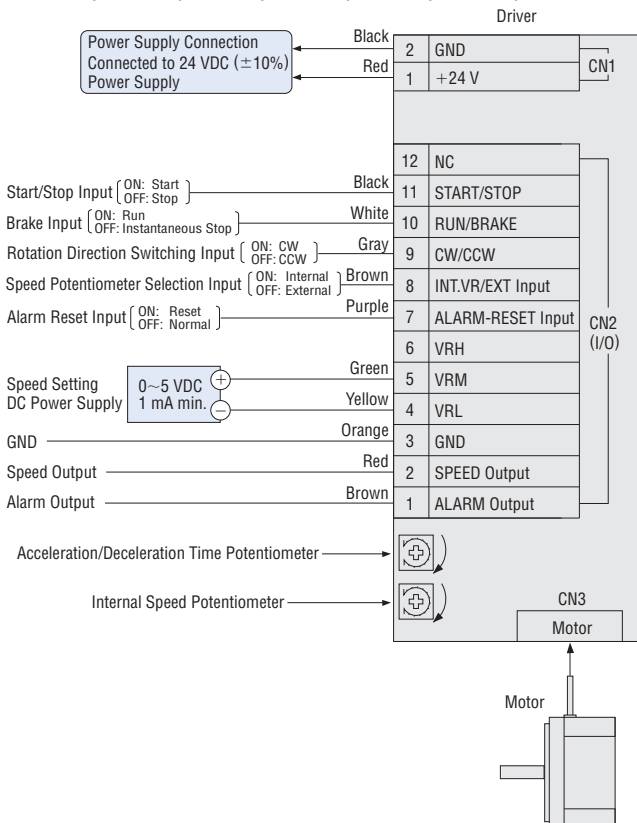 Driver
Power Supply Connection
Connected to 24 VDC (±10%)
Power Supply
Black
2 GND
Red
1 +24 V
CN1
12 NC
Start/Stop Input [ON: Start OFF: Stop] Black 11 START/STOP
Brake Input [ON: Run OFF: Instantaneous Stop] White 10 RUN/BRAKE
Rotation Direction Switching Input [ON: CW OFF: CCW] Gray 9 CW/CCW
Speed Potentiometer Selection Input [ON: Internal OFF: External] Brown 8 INT.VR/EXT Input
Alarm Reset Input [ON: Reset OFF: Normal] Purple 7 ALARM-RESET Input
CN2
(I/O)
6 VRH
Speed Setting
DC Power Supply
0~5 VDC
1 mA min.
+ Green 5 VRM
− Yellow 4 VRL
GND Orange 3 GND
Speed Output Red 2 SPEED Output
Alarm Output Brown 1 ALARM Output
Acceleration/Deceleration Time Potentiometer
Internal Speed Potentiometer
CN3
Motor
Motor